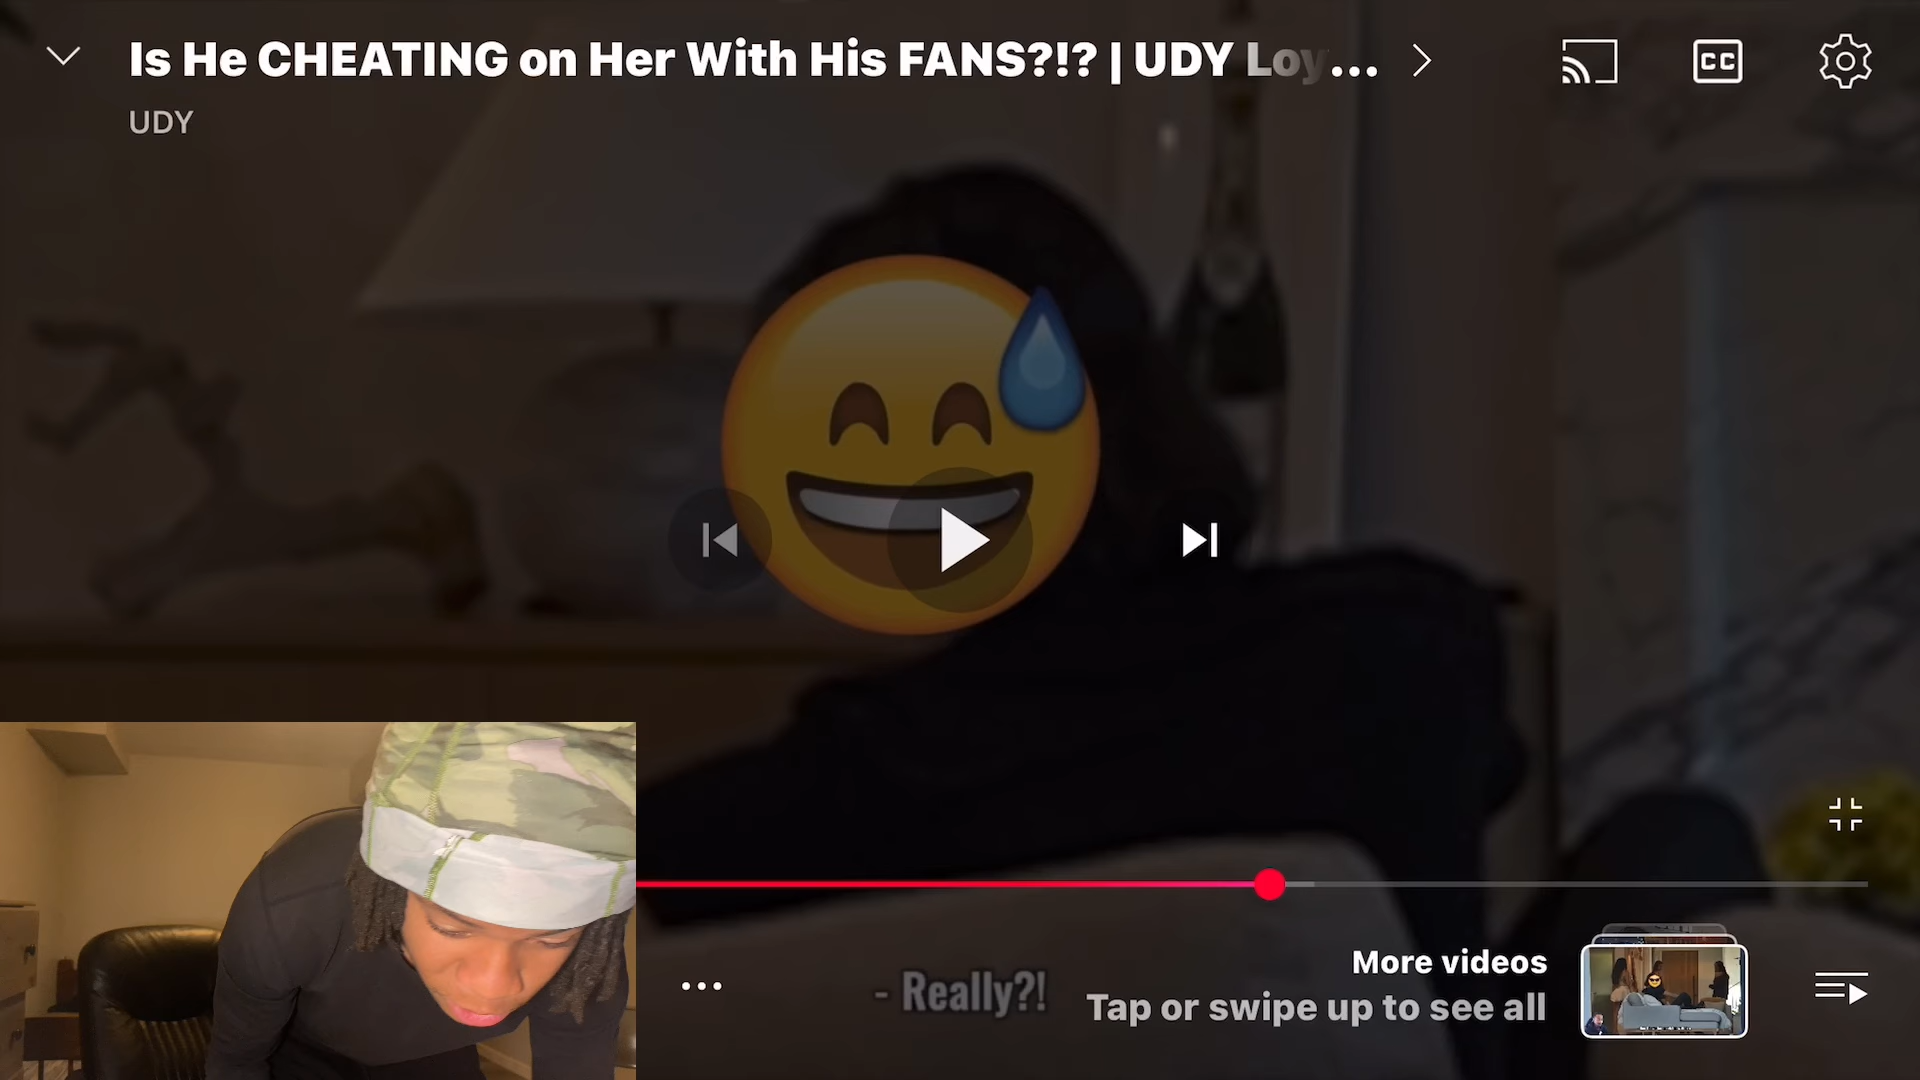 Is He CHEATING on Her With His FANS?!? | UDY Loy...
CC
UDY
More videos
- Really?!
Tap or swipe up to see all